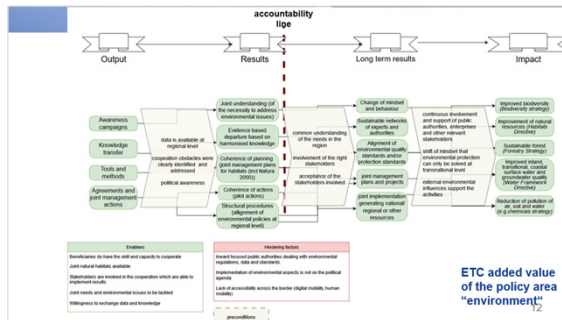 accountability
line
Output
Results
Long term results
Impact
Awareness
campaigns
Knowledge
transfer
Tools and
methods
Agreements and
joint management
actions
data is available at
regional level
cooperation obstacles were
clearly identified and
addressed
political awareness
Joint understanding (of
the necessity to address
environmental issues)
Evidence based
departure based on
harmonised knowledge
Coherence of planning
(joint management plans
for habitats (incl Natura
2000))
Coherence of actions
(pilot actions)
Structural procedures
(alignment of
environmental policies at
regional level)
common understanding
of the needs in the
region
involvement of the right
stakeholders
acceptance of the
stakeholders involved
Change of mindset
and behaviour
Sustainable networks
of experts and
authorities
Alignment of
environmental quality
standards and/or
protection standards
joint management
plans and projects
joint implementation
generating national/
regional or other
resources
continuous involvement
and support of public
authorities, enterprises
and other relevant
stakeholders
shift of mindset that
environmental protection
can only be solved at
transnational level
external environmental
influences support the
activities
Improved biodiversity
(Biodiversity strategy)
Improvement of natural
resources (Habitats Directive)
Sustainable forest
(Forestry Strategy)
Improved inland,
transitional, coastal
surface water and
groundwater quality
(Water Framework
Directive)
Reduction of pollution of
air, soil and water
(e.g.chemicals strategy)
Enablers
Beneficiaries do have the skill and capacity to cooperate
Joint natural habitats available
Stakeholders are involved in the cooperation which are able to
implement results
Joint needs and environmental issues to be tackled
Willingness to exchange data and knowledge
Hindering factors
Inward focused public authorities dealing with environmental
regulations, data and standards
Implementation of environmental aspects is not on the political
agenda
Lack of accessibility across the border (digital mobility, human
mobility)
preconditions
ETC added value
of the policy area
“environment“
12